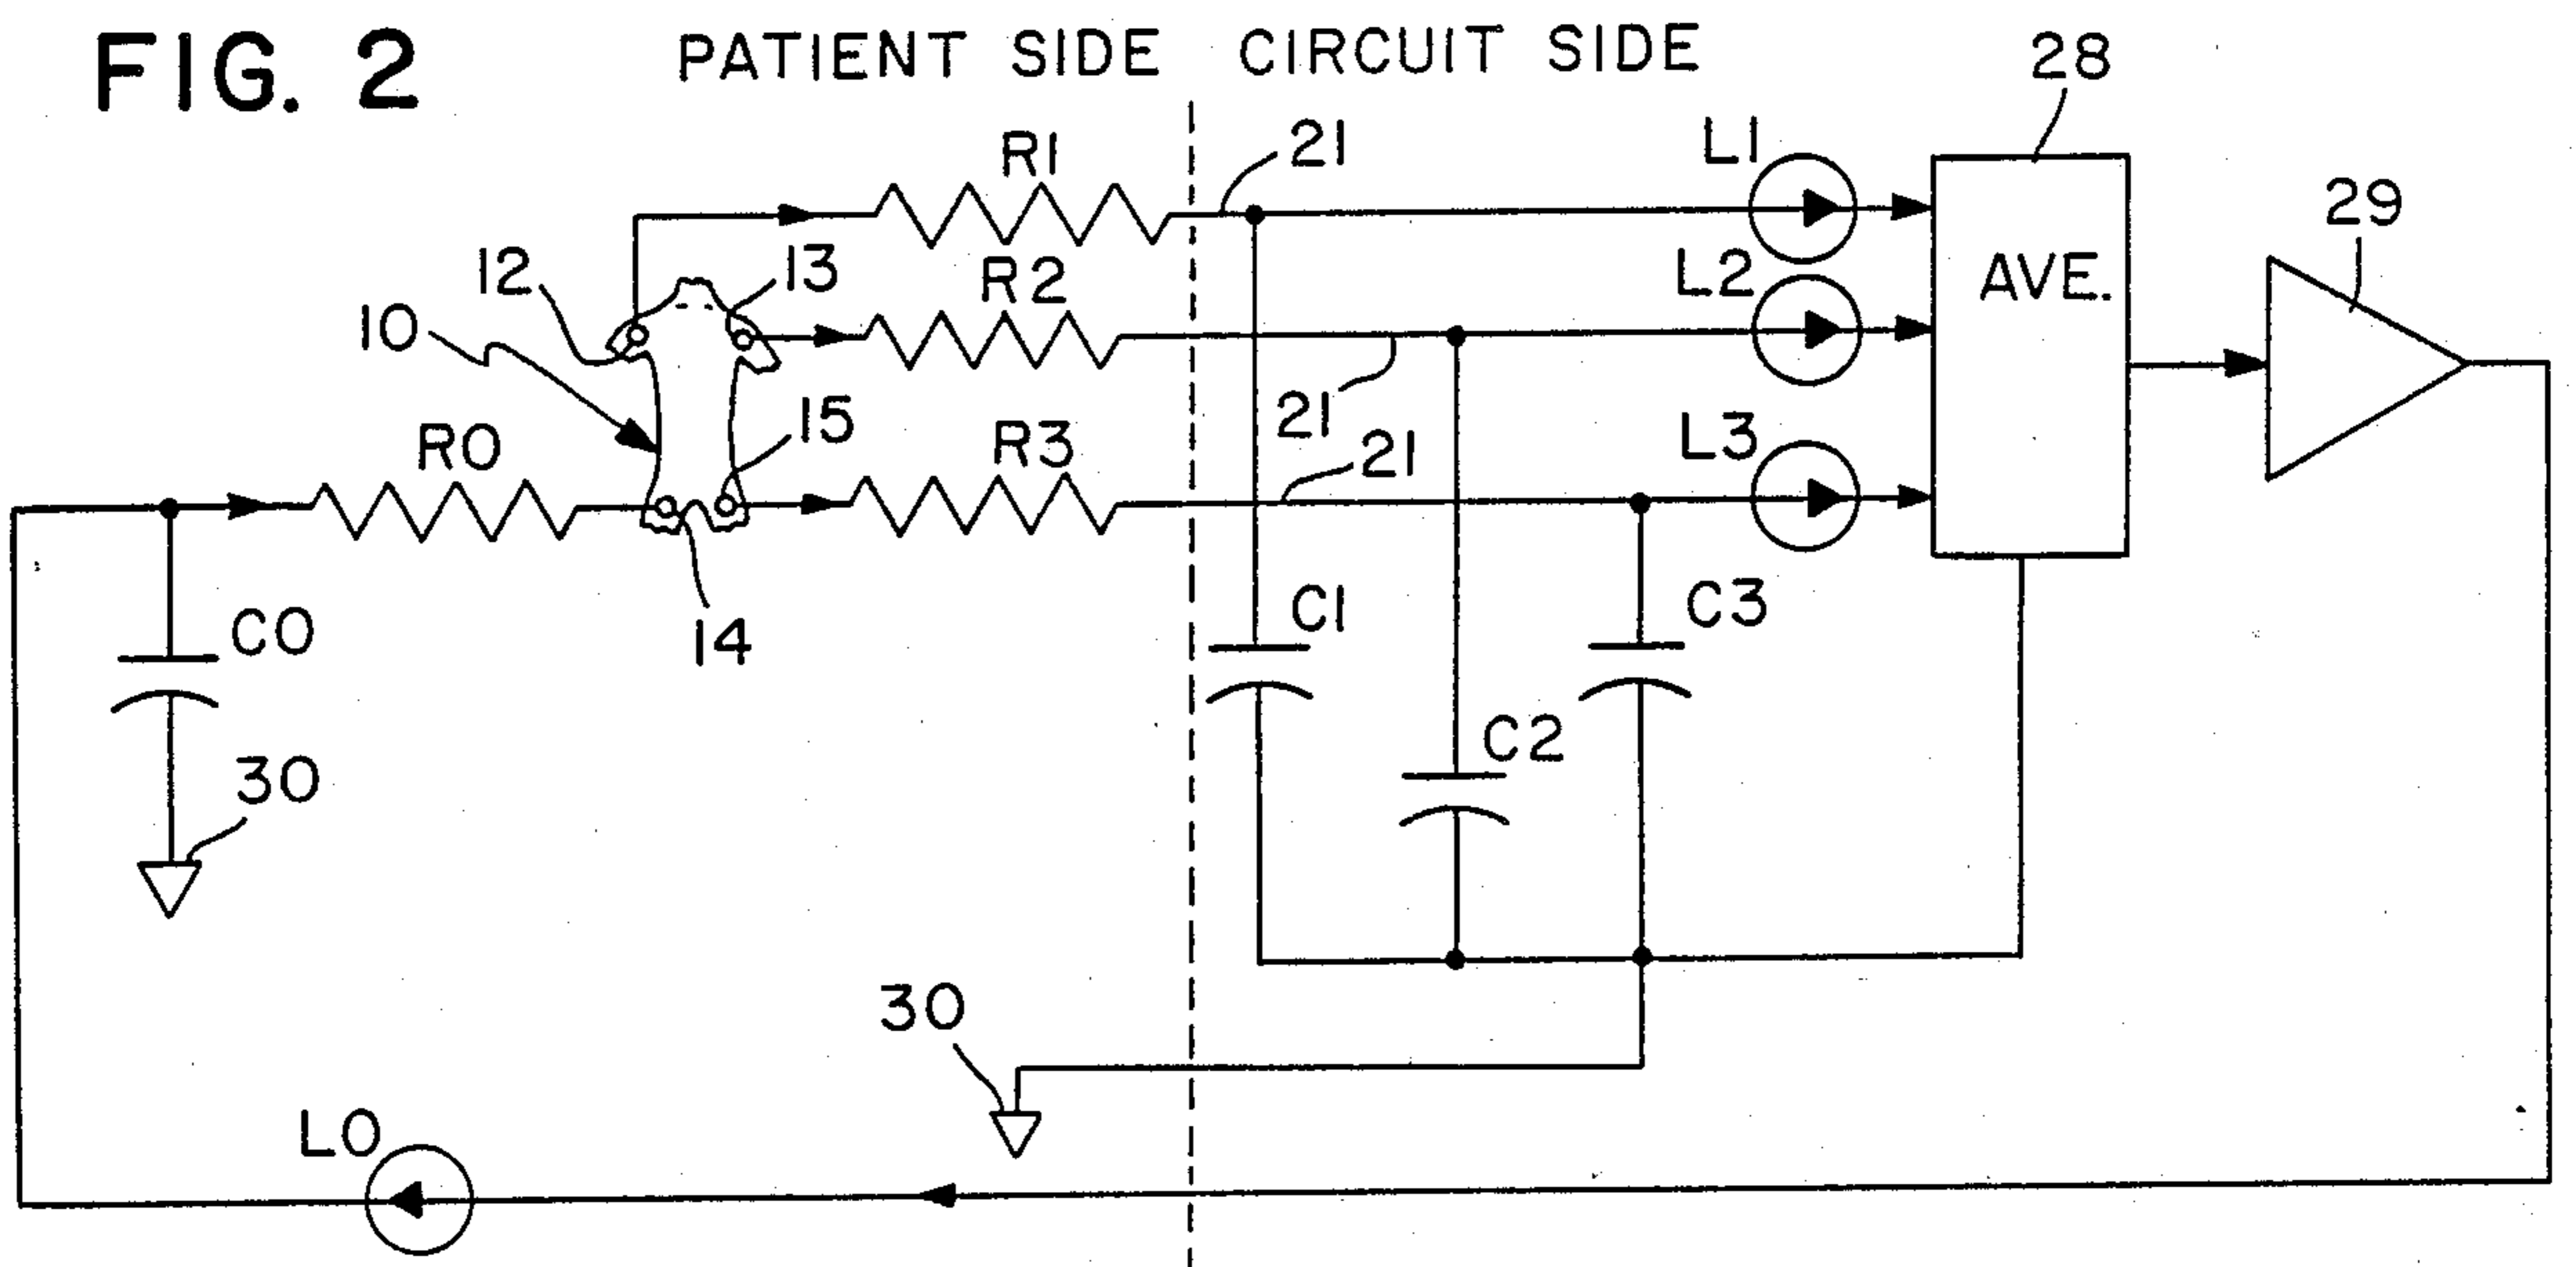 FIG. 2
PATIENT SIDE CIRCUIT SIDE
28
R1
21
L1
29
12
13
R2
L2
AVE.
10
15
21
R0
R3
21
L3
C0
14
C1
C3
C2
30
30
L0